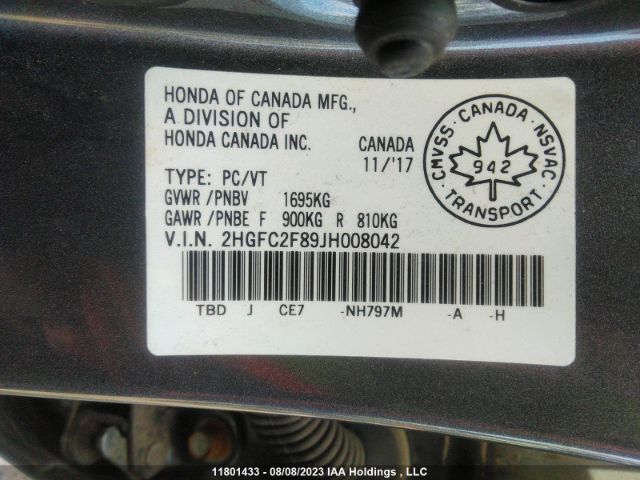 HONDA OF CANADA MFG.,
A DIVISION OF
HONDA CANADA INC. CANADA
11/'17
TYPE: PC/VT
GVWR/PNBV 1695KG
GAWR/PNBE F 900KG R 810KG
V.I.N. 2HGFC2F89JH008042
TBD J CE7 -NH797M -A -H
CMVSS · CANADA · NSVAC
942
TRANSPORT
11801433 - 08/08/2023 IAA Holdings , LLC